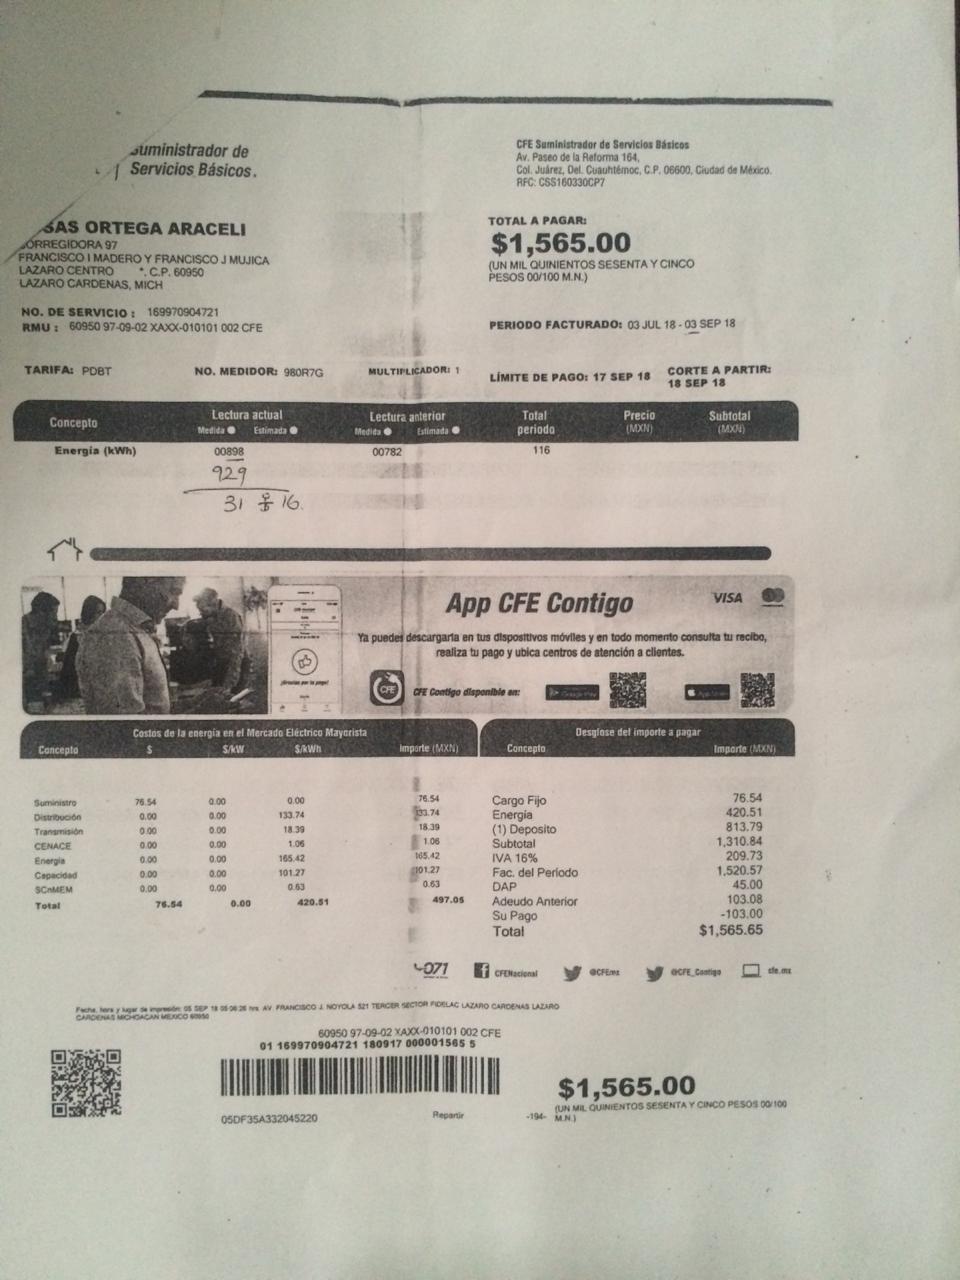 Suministrador de
Servicios Básicos.
CFE Suministrador de Servicios Básicos
Av. Paseo de la Reforma 164,
Col. Juárez, Del. Cuauhtémoc, C.P. 06600, Ciudad de México.
RFC: CSS160330CP7
SAS ORTEGA ARACELI
CORREGIDORA 97
FRANCISCO I MADERO Y FRANCISCO J MUJICA
LAZARO CENTRO *. C.P. 60950
LAZARO CARDENAS, MICH
TOTAL A PAGAR:
$1,565.00
(UN MIL QUINIENTOS SESENTA Y CINCO
PESOS 00/100 M.N.)
NO. DE SERVICIO : 169970904721
RMU : 60950 97-09-02 XAXX-010101 002 CFE
PERIODO FACTURADO: 03 JUL 18 - 03 SEP 18
TARIFA: PDBT NO. MEDIDOR: 980R7G MULTIPLICADOR: 1 LÍMITE DE PAGO: 17 SEP 18 CORTE A PARTIR:
18 SEP 18
Concepto Lectura actual Lectura anterior Total periodo Precio (MXN) Subtotal (MXN)
Medida Estimada Medida Estimada
Energía (kWh) 00898 00782 116
929
31 16.
App CFE Contigo VISA
Ya puedes descargarla en tus dispositivos móviles y en todo momento consulta tu recibo,
realiza tu pago y ubica centros de atención a clientes.
CFE CFE Contigo disponible en: Google Play App Store
Costos de la energía en el Mercado Eléctrico Mayorista
Concepto $ $/kW $/kWh Importe (MXN)
Suministro 76.54 0.00 0.00 76.54
Distribución 0.00 0.00 133.74 133.74
Transmisión 0.00 0.00 18.39 18.39
CENACE 0.00 0.00 1.06 1.06
Energía 0.00 0.00 165.42 165.42
Capacidad 0.00 0.00 101.27 101.27
SCnMEM 0.00 0.00 0.63 0.63
Total 76.54 0.00 420.51 497.05
Desglose del importe a pagar
Concepto Importe (MXN)
Cargo Fijo 76.54
Energía 420.51
(1) Deposito 813.79
Subtotal 1,310.84
IVA 16% 209.73
Fac. del Periodo 1,520.57
DAP 45.00
Adeudo Anterior 103.08
Su Pago -103.00
Total $1,565.65
071 CFENacional @CFEmx @CFE_Contigo cfe.mx
Fecha, hora y lugar de impresión: 05 SEP 18 05:06:26 hrs. AV. FRANCISCO J. NOYOLA 521 TERCER SECTOR FIDELAC LAZARO CARDENAS LAZARO
CARDENAS MICHOACAN MEXICO 60950
60950 97-09-02 XAXX-010101 002 CFE
01 169970904721 180917 000001565 5
$1,565.00
(UN MIL QUINIENTOS SESENTA Y CINCO PESOS 00/100
M.N.)
05DF35A332045220 Repartir -194-